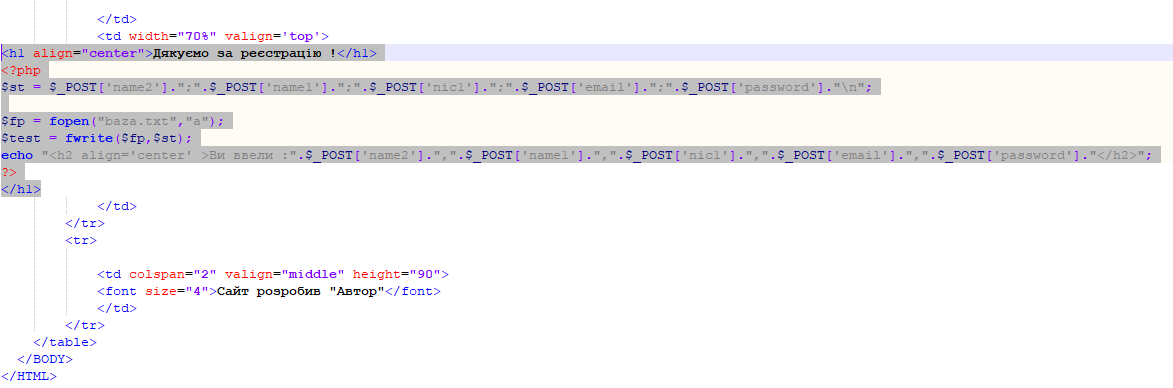 </td>
<td width="70%" valign='top'>
<h1 align="center">Дякуємо за реєстрацію !</h1>
<?php
$st = $_POST['name2'].";".$_POST['name1'].";".$_POST['nic1'].";".$_POST['email'].";".$_POST['password']."\n";
$fp = fopen("baza.txt","a");
$test = fwrite($fp,$st);
echo "<h2 align='center' >Ви ввели :".$_POST['name2'].",".$_POST['name1'].",".$_POST['nic1'].",".$_POST['email'].",".$_POST['password']."</h2>";
?>
</h1>
</td>
</tr>
<tr>
<td colspan="2" valign="middle" height="90">
<font size="4">Сайт розробив "Автор"</font>
</td>
</tr>
</table>
</BODY>
</HTML>